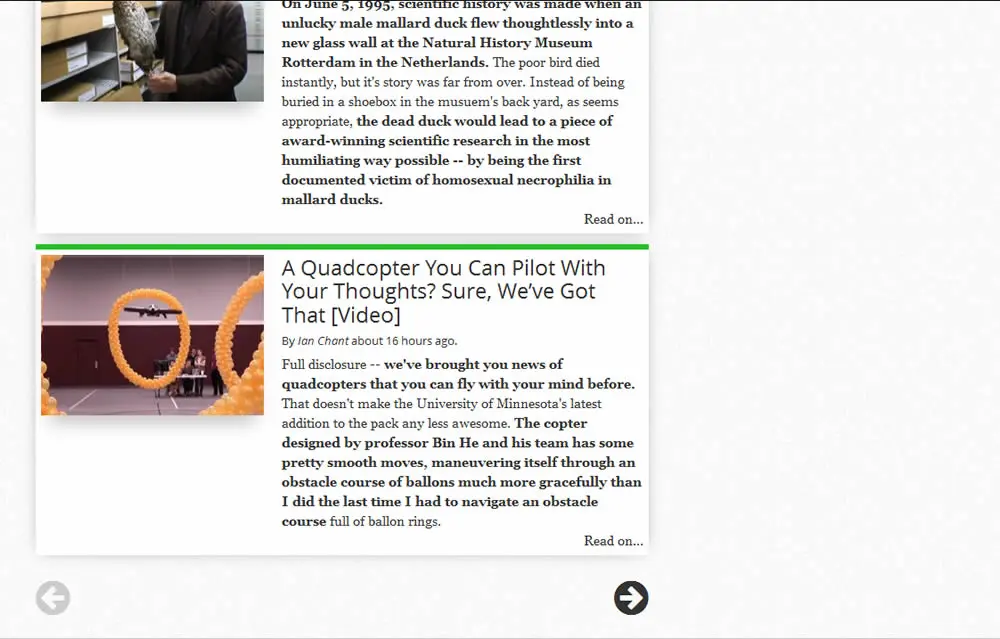 On June 5, 1995, scientific history was made when an
unlucky male mallard duck flew thoughtlessly into a
new glass wall at the Natural History Museum
Rotterdam in the Netherlands. The poor bird died
instantly, but it's story was far from over. Instead of being
buried in a shoebox in the musuem's back yard, as seems
appropriate, the dead duck would lead to a piece of
award-winning scientific research in the most
humiliating way possible -- by being the first
documented victim of homosexual necrophilia in
mallard ducks.
Read on...
A Quadcopter You Can Pilot With
Your Thoughts? Sure, We've Got
That [Video]
By Ian Chant about 16 hours ago.
Full disclosure -- we've brought you news of
quadcopters that you can fly with your mind before.
That doesn't make the University of Minnesota's latest
addition to the pack any less awesome. The copter
designed by professor Bin He and his team has some
pretty smooth moves, maneuvering itself through an
obstacle course of ballons much more gracefully than
I did the last time I had to navigate an obstacle
course full of ballon rings.
Read on...